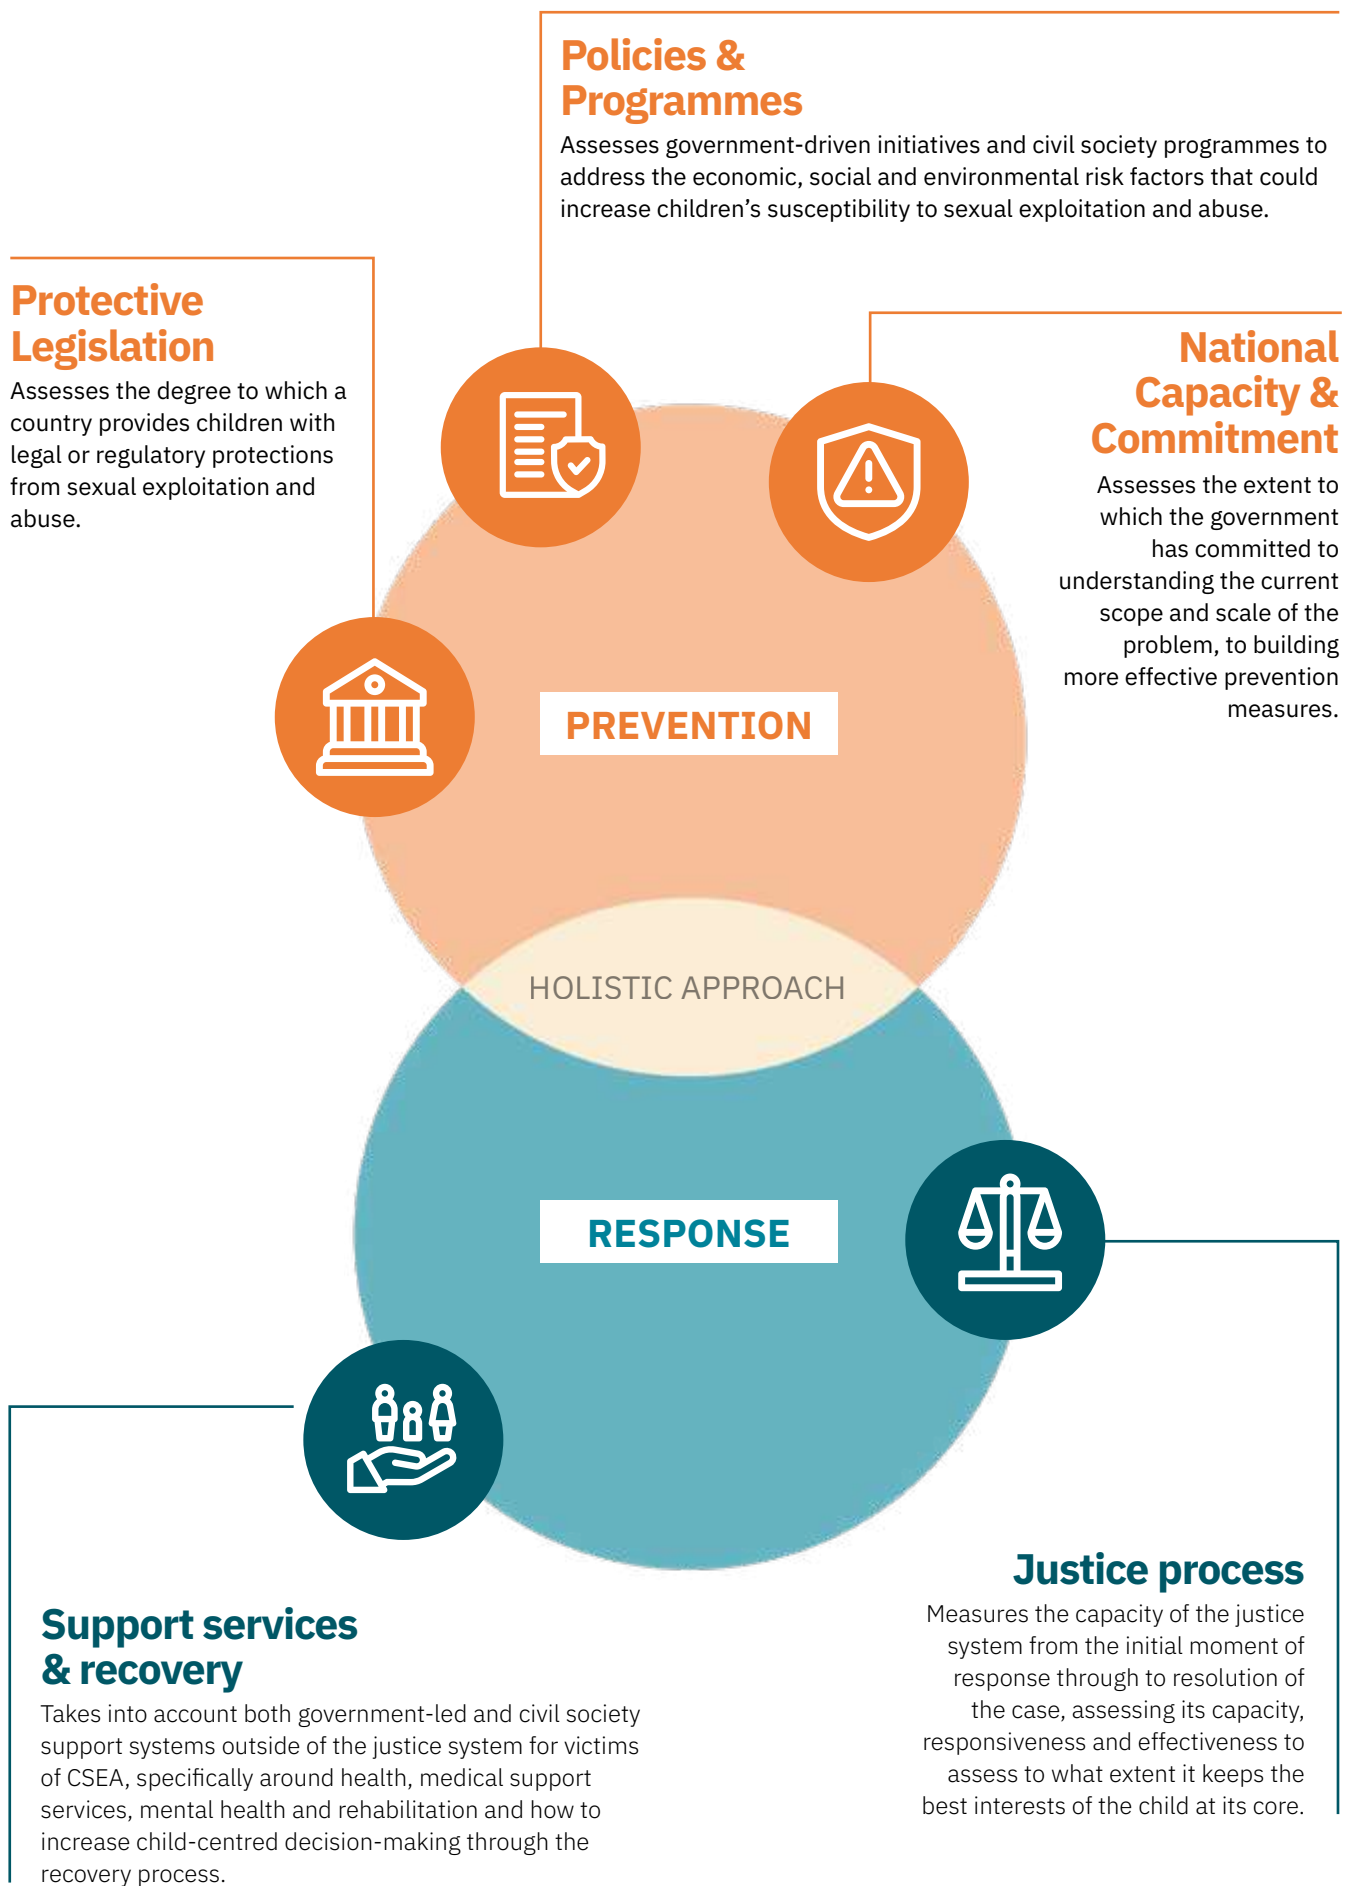 Policies &
Programmes
Assesses government-driven initiatives and civil society programmes to
address the economic, social and environmental risk factors that could
increase children’s susceptibility to sexual exploitation and abuse.
Protective
Legislation
Assesses the degree to which a
country provides children with
legal or regulatory protections
from sexual exploitation and
abuse.
National
Capacity &
Commitment
Assesses the extent to
which the government
has committed to
understanding the current
scope and scale of the
problem, to building
more effective prevention
measures.
PREVENTION
HOLISTIC APPROACH
RESPONSE
Justice process
Measures the capacity of the justice
system from the initial moment of
response through to resolution of
the case, assessing its capacity,
responsiveness and effectiveness to
assess to what extent it keeps the
best interests of the child at its core.
Support services
& recovery
Takes into account both government-led and civil society
support systems outside of the justice system for victims
of CSEA, specifically around health, medical support
services, mental health and rehabilitation and how to
increase child-centred decision-making through the
recovery process.